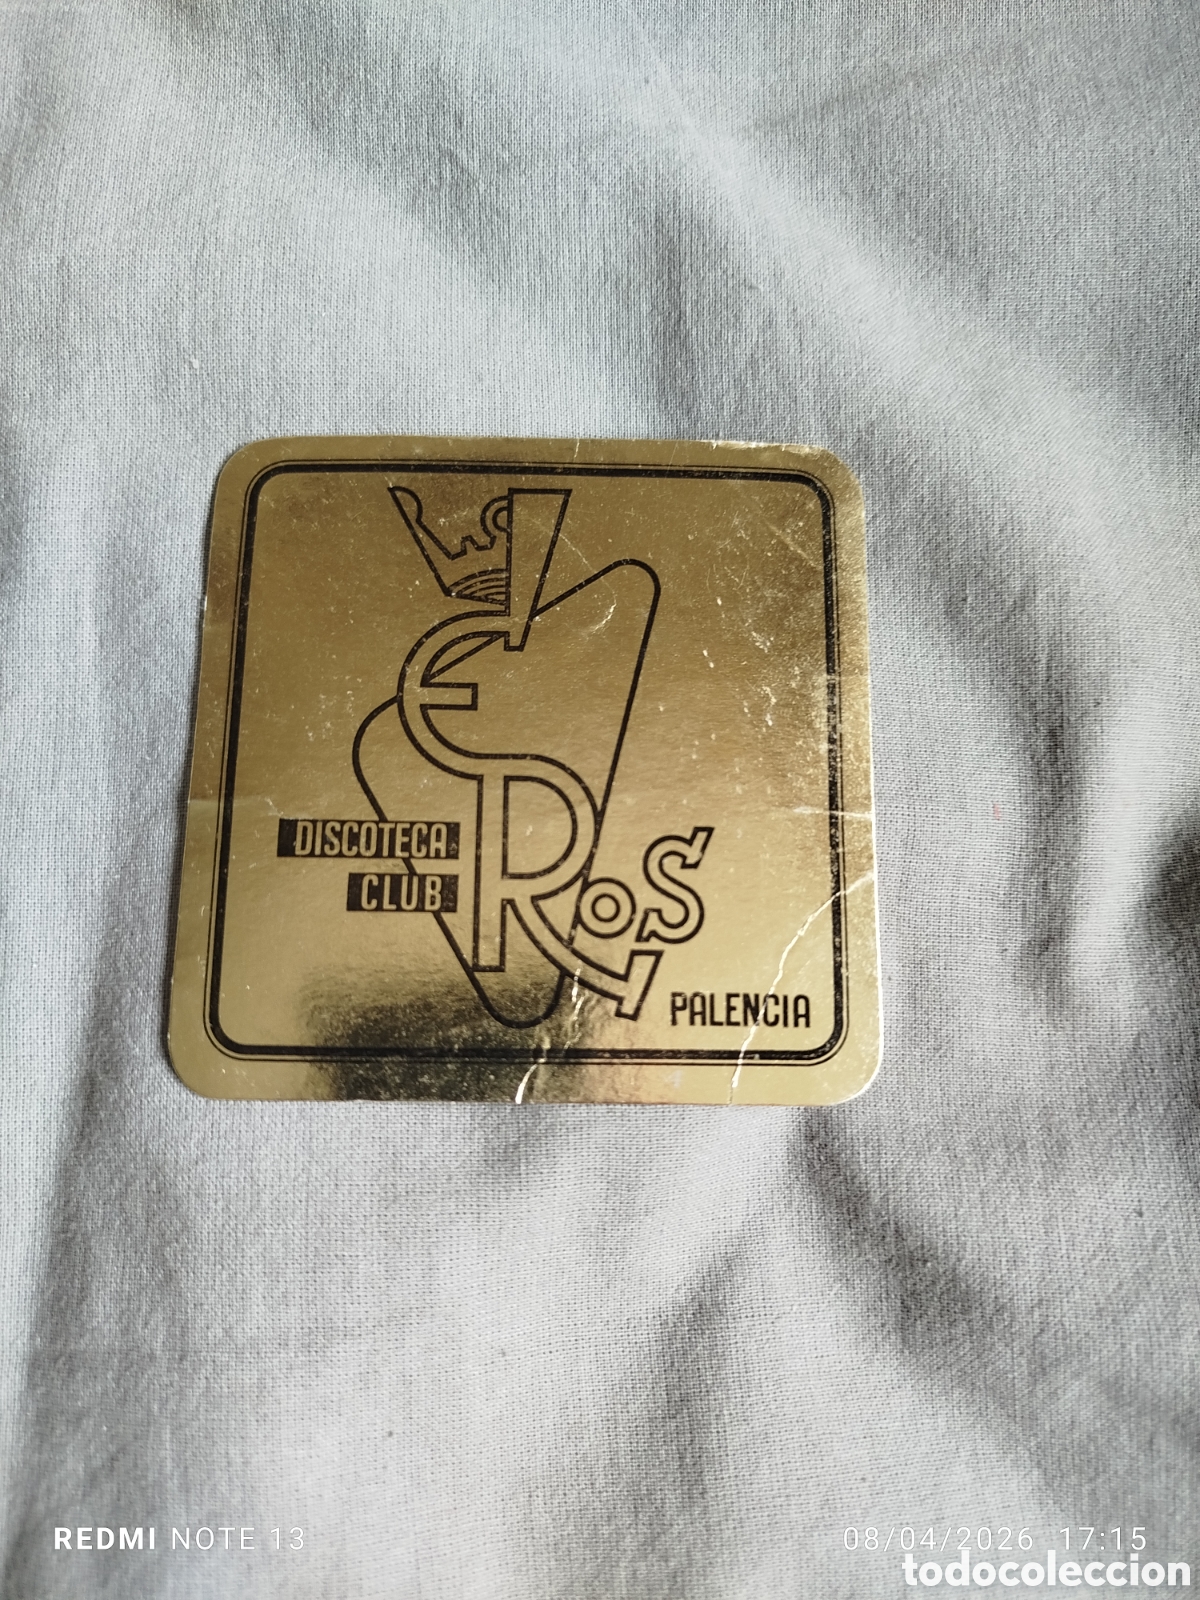 EROS
DISCOTECA
CLUB
PALENCIA
REDMI NOTE 13
08/04/2026 17:15
todocoleccion